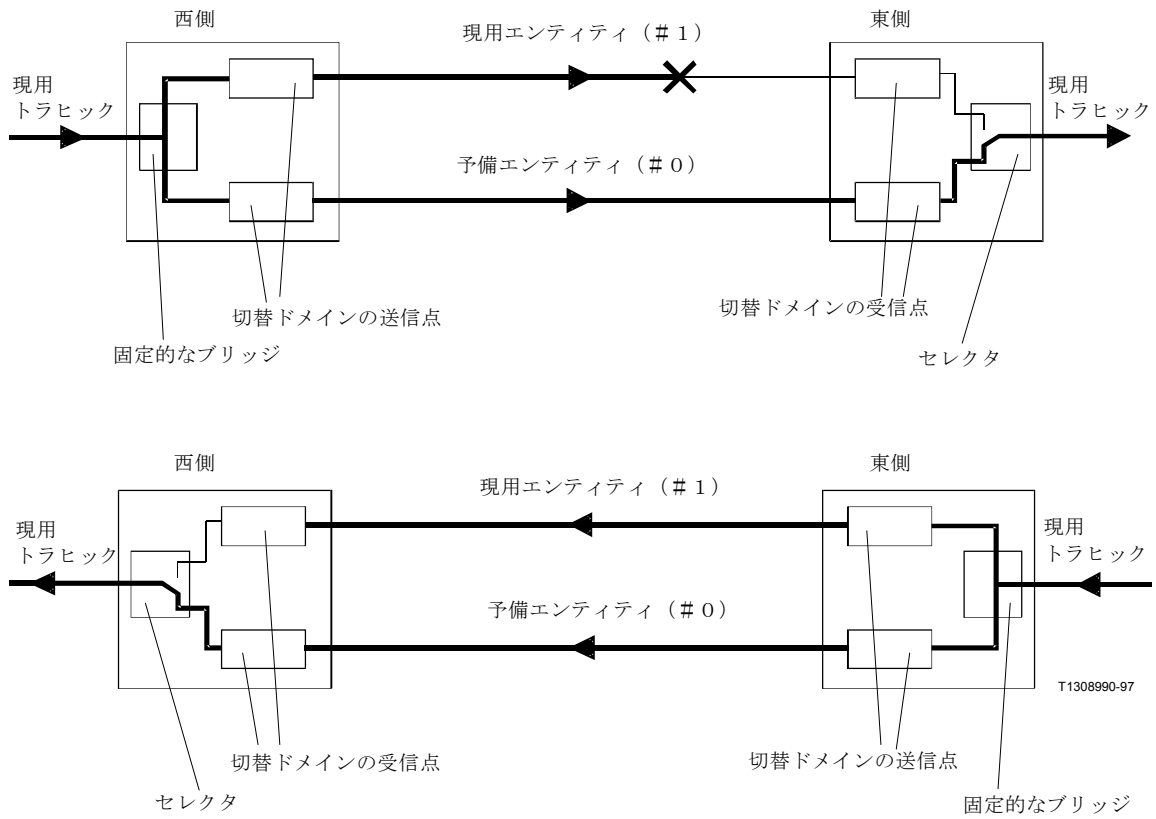 西側
東側
現用エンティティ（＃１）
現用
トラヒック
現用
トラヒック
予備エンティティ（＃０）
切替ドメインの送信点
切替ドメインの受信点
固定的なブリッジ
セレクタ
西側
東側
現用エンティティ（＃１）
現用
トラヒック
現用
トラヒック
予備エンティティ（＃０）
T1308990-97
切替ドメインの受信点
切替ドメインの送信点
セレクタ
固定的なブリッジ